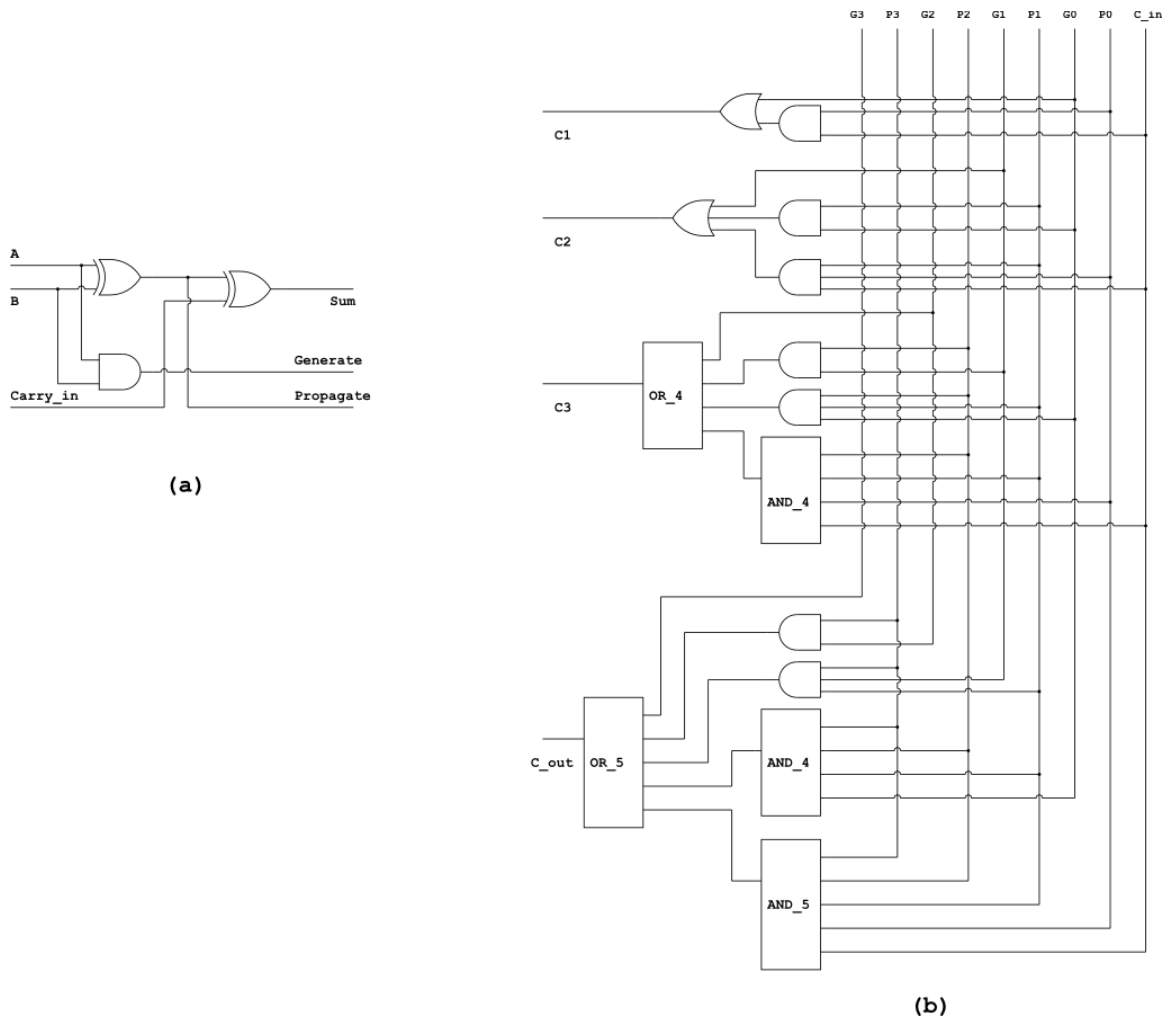 G3 P3 G2 P2 G1 P1 G0 P0 C_in
C1
C2
A
B
Sum
Generate
Carry_in
Propagate
(a)
OR_4
C3
AND_4
C_out
OR_5
AND_4
AND_5
(b)